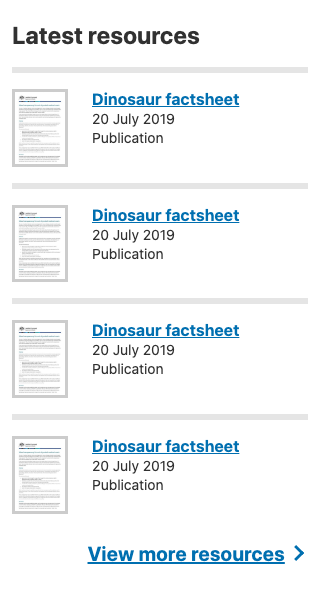 Latest resources
Dinosaur factsheet
20 July 2019
Publication
Dinosaur factsheet
20 July 2019
Publication
Dinosaur factsheet
20 July 2019
Publication
Dinosaur factsheet
20 July 2019
Publication
View more resources